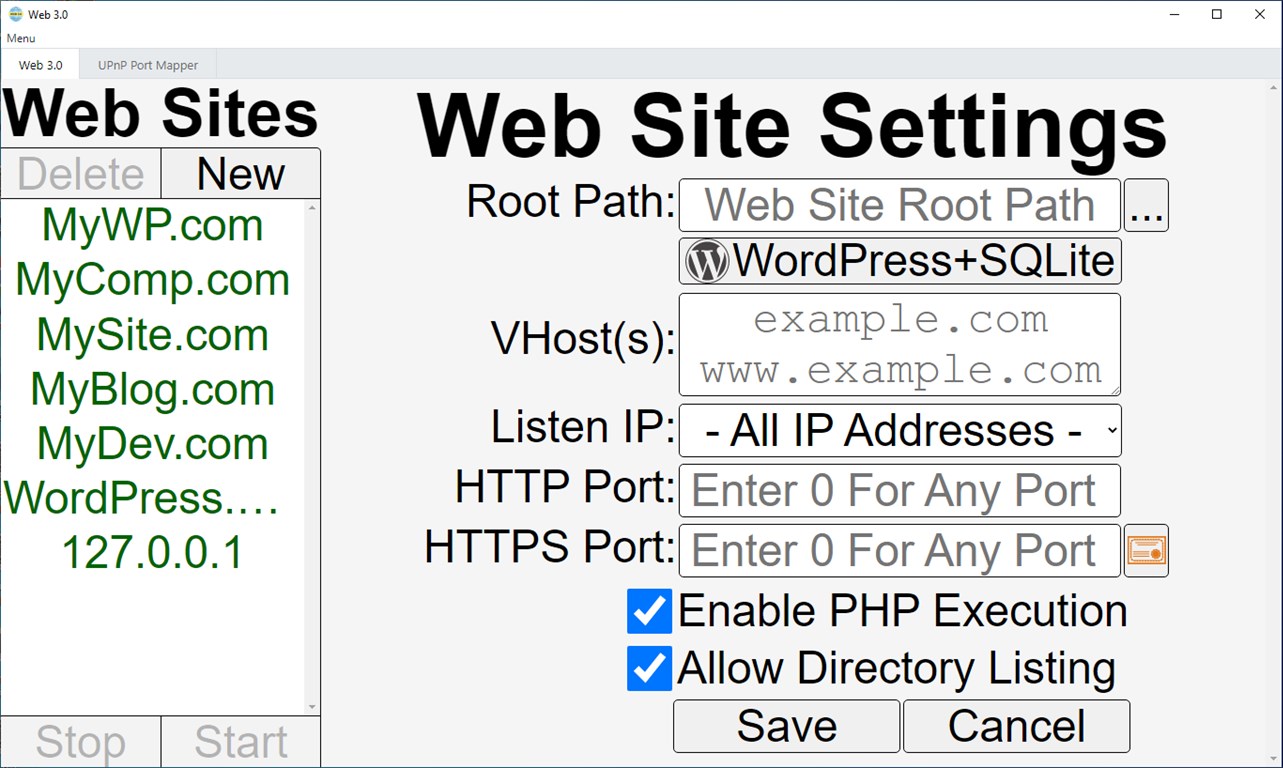 Web 3.0
Menu
Web 3.0 UPnP Port Mapper
Web Sites
Delete New
MyWP.com
MyComp.com
MySite.com
MyBlog.com
MyDev.com
WordPress.…
127.0.0.1
Stop Start
Web Site Settings
Root Path: Web Site Root Path ...
WordPress+SQLite
VHost(s): example.com
www.example.com
Listen IP: - All IP Addresses -
HTTP Port: Enter 0 For Any Port
HTTPS Port: Enter 0 For Any Port
Enable PHP Execution
Allow Directory Listing
Save Cancel